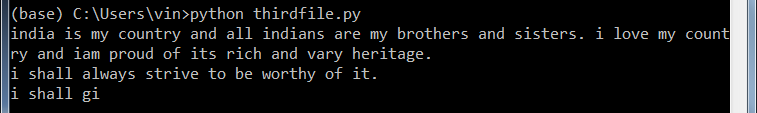 (base) C:\Users\vin>python thirdfile.py
india is my country and all indians are my brothers and sisters. i love my count
ry and iam proud of its rich and vary heritage.
i shall always strive to be worthy of it.
i shall gi